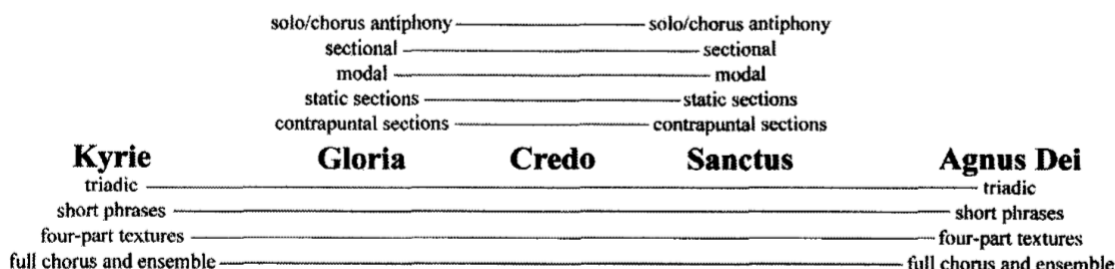 solo/chorus antiphony solo/chorus antiphony
sectional sectional
modal modal
static sections static sections
contrapuntal sections contrapuntal sections
Kyrie Gloria Credo Sanctus Agnus Dei
triadic triadic
short phrases short phrases
four-part textures four-part textures
full chorus and ensemble full chorus and ensemble